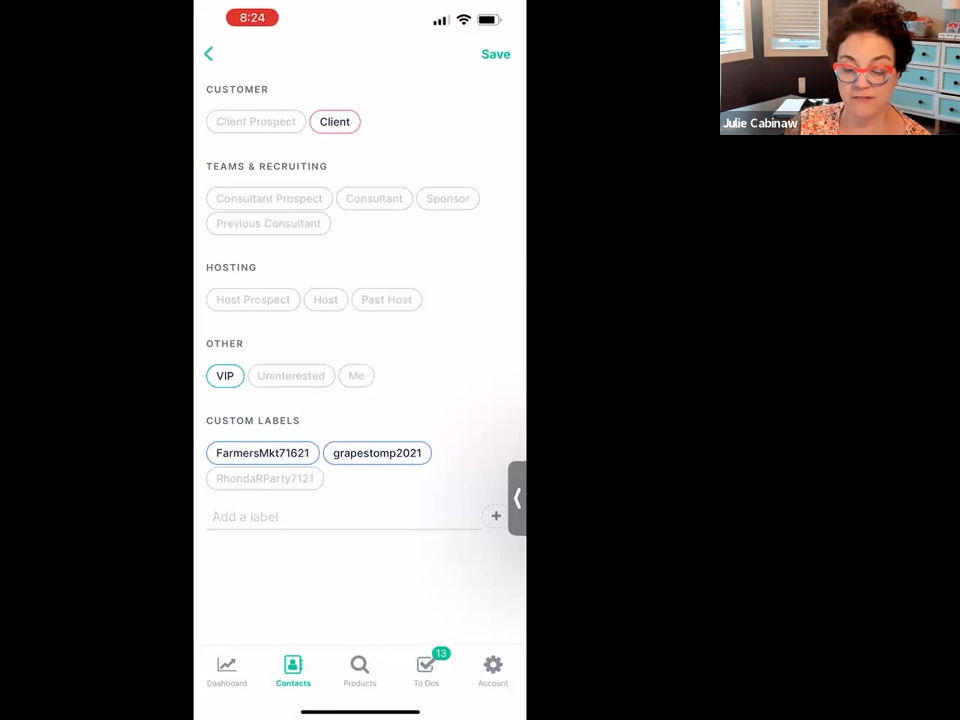 8:24
Save
CUSTOMER
Client Prospect Client
TEAMS & RECRUITING
Consultant Prospect Consultant Sponsor
Previous Consultant
HOSTING
Host Prospect Host Past Host
OTHER
VIP Uninterested Me
CUSTOM LABELS
FarmersMkt71621 grapestomp2021
RhondaRParty7121
Add a label
13
Dashboard Contacts Products To Dos Account
Julie Cabinaw